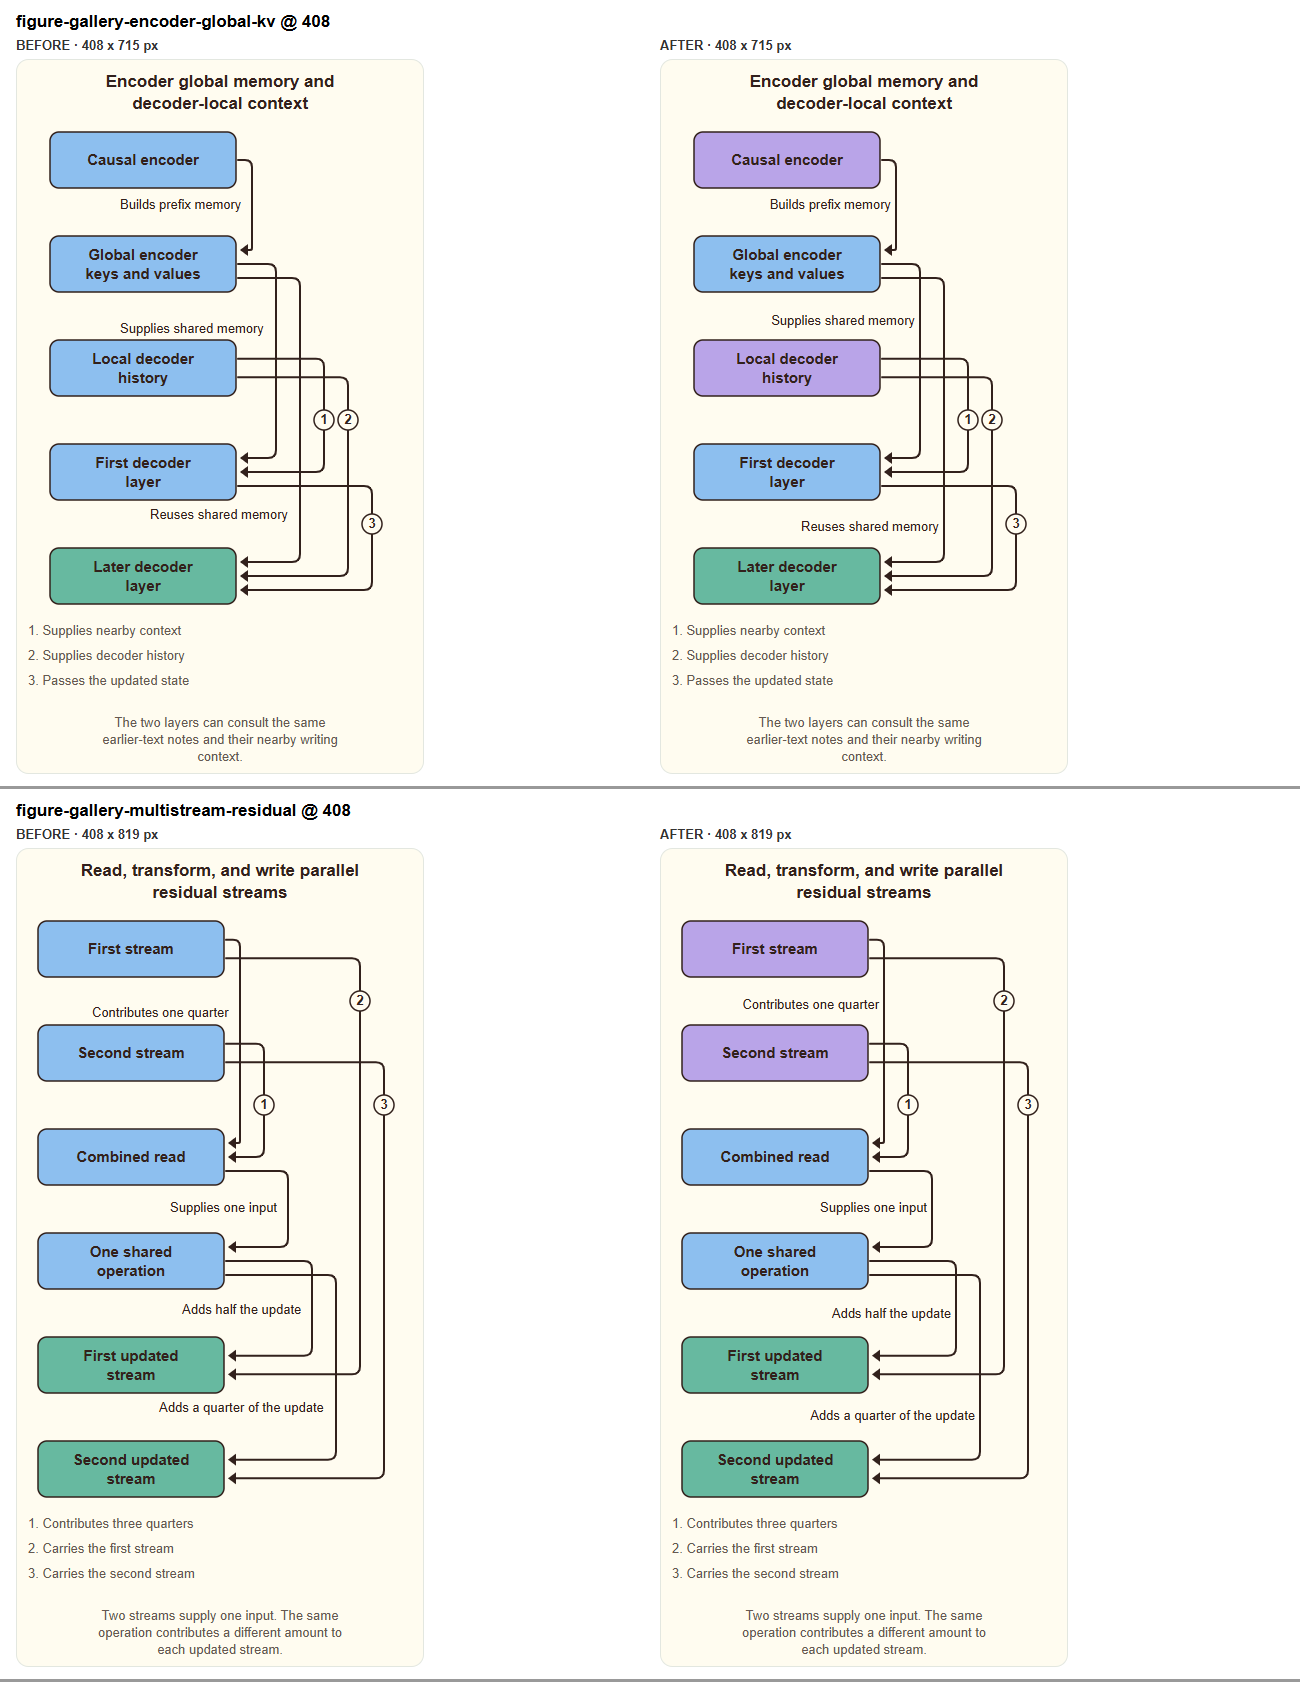 figure-gallery-encoder-global-kv @ 408
BEFORE · 408 x 715 px
Encoder global memory and
decoder-local context
Causal encoder
Builds prefix memory
Global encoder
keys and values
Supplies shared memory
Local decoder
history
1 2
First decoder
layer
Reuses shared memory
3
Later decoder
layer
1. Supplies nearby context
2. Supplies decoder history
3. Passes the updated state
The two layers can consult the same
earlier-text notes and their nearby writing
context.
AFTER · 408 x 715 px
Encoder global memory and
decoder-local context
Causal encoder
Builds prefix memory
Global encoder
keys and values
Supplies shared memory
Local decoder
history
1 2
First decoder
layer
Reuses shared memory
3
Later decoder
layer
1. Supplies nearby context
2. Supplies decoder history
3. Passes the updated state
The two layers can consult the same
earlier-text notes and their nearby writing
context.
figure-gallery-multistream-residual @ 408
BEFORE · 408 x 819 px
Read, transform, and write parallel
residual streams
First stream
2
Contributes one quarter
Second stream
1 3
Combined read
Supplies one input
One shared
operation
Adds half the update
First updated
stream
Adds a quarter of the update
Second updated
stream
1. Contributes three quarters
2. Carries the first stream
3. Carries the second stream
Two streams supply one input. The same
operation contributes a different amount to
each updated stream.
AFTER · 408 x 819 px
Read, transform, and write parallel
residual streams
First stream
2
Contributes one quarter
Second stream
1 3
Combined read
Supplies one input
One shared
operation
Adds half the update
First updated
stream
Adds a quarter of the update
Second updated
stream
1. Contributes three quarters
2. Carries the first stream
3. Carries the second stream
Two streams supply one input. The same
operation contributes a different amount to
each updated stream.